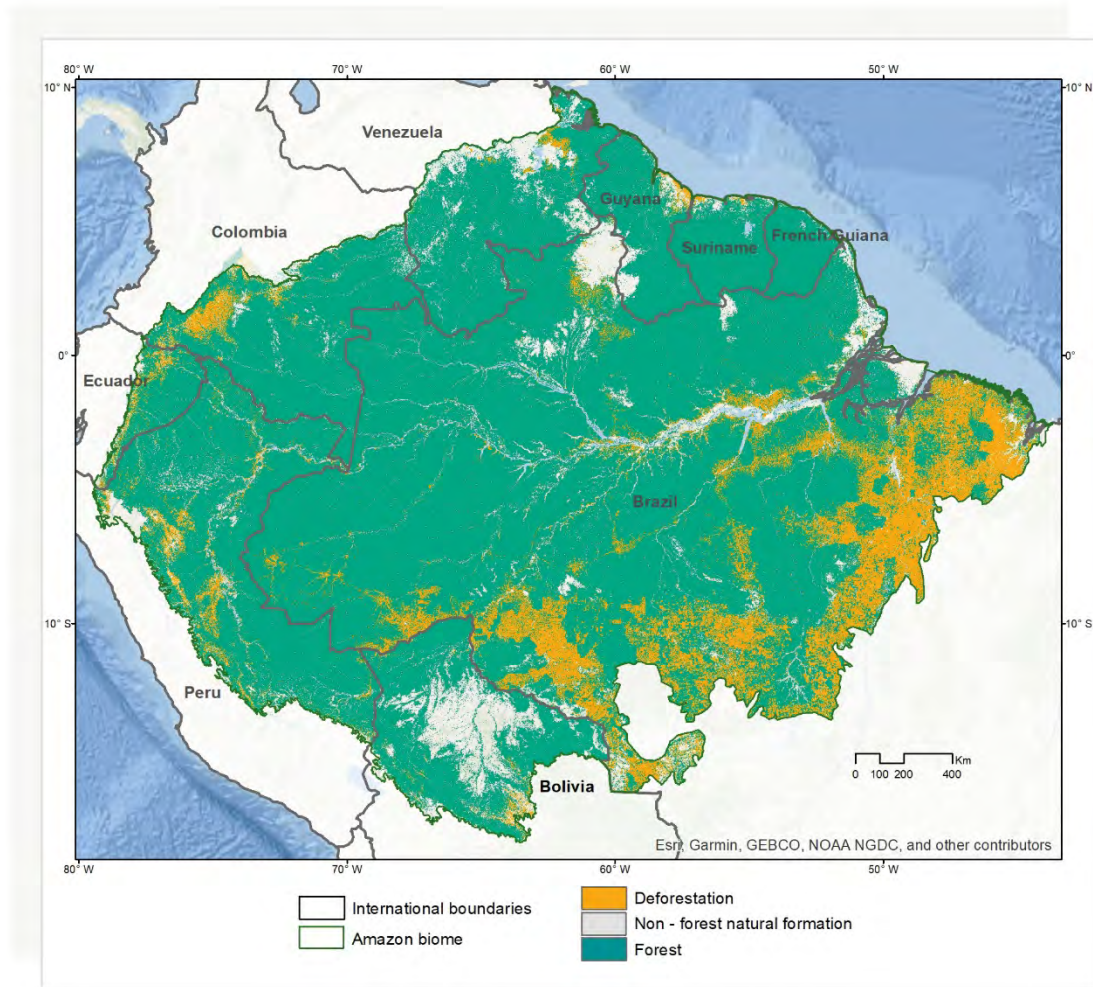 80° W
70° W
60° W
50° W
10° N
10° N
Venezuela
Guyana
Colombia
Suriname
French Guiana
0°
0°
Ecuador
Brazil
10° S
10° S
Peru
Bolivia
Km
0 100 200 400
Esri, Garmin, GEBCO, NOAA NGDC, and other contributors
80° W
70° W
60° W
50° W
International boundaries
Amazon biome
Deforestation
Non - forest natural formation
Forest